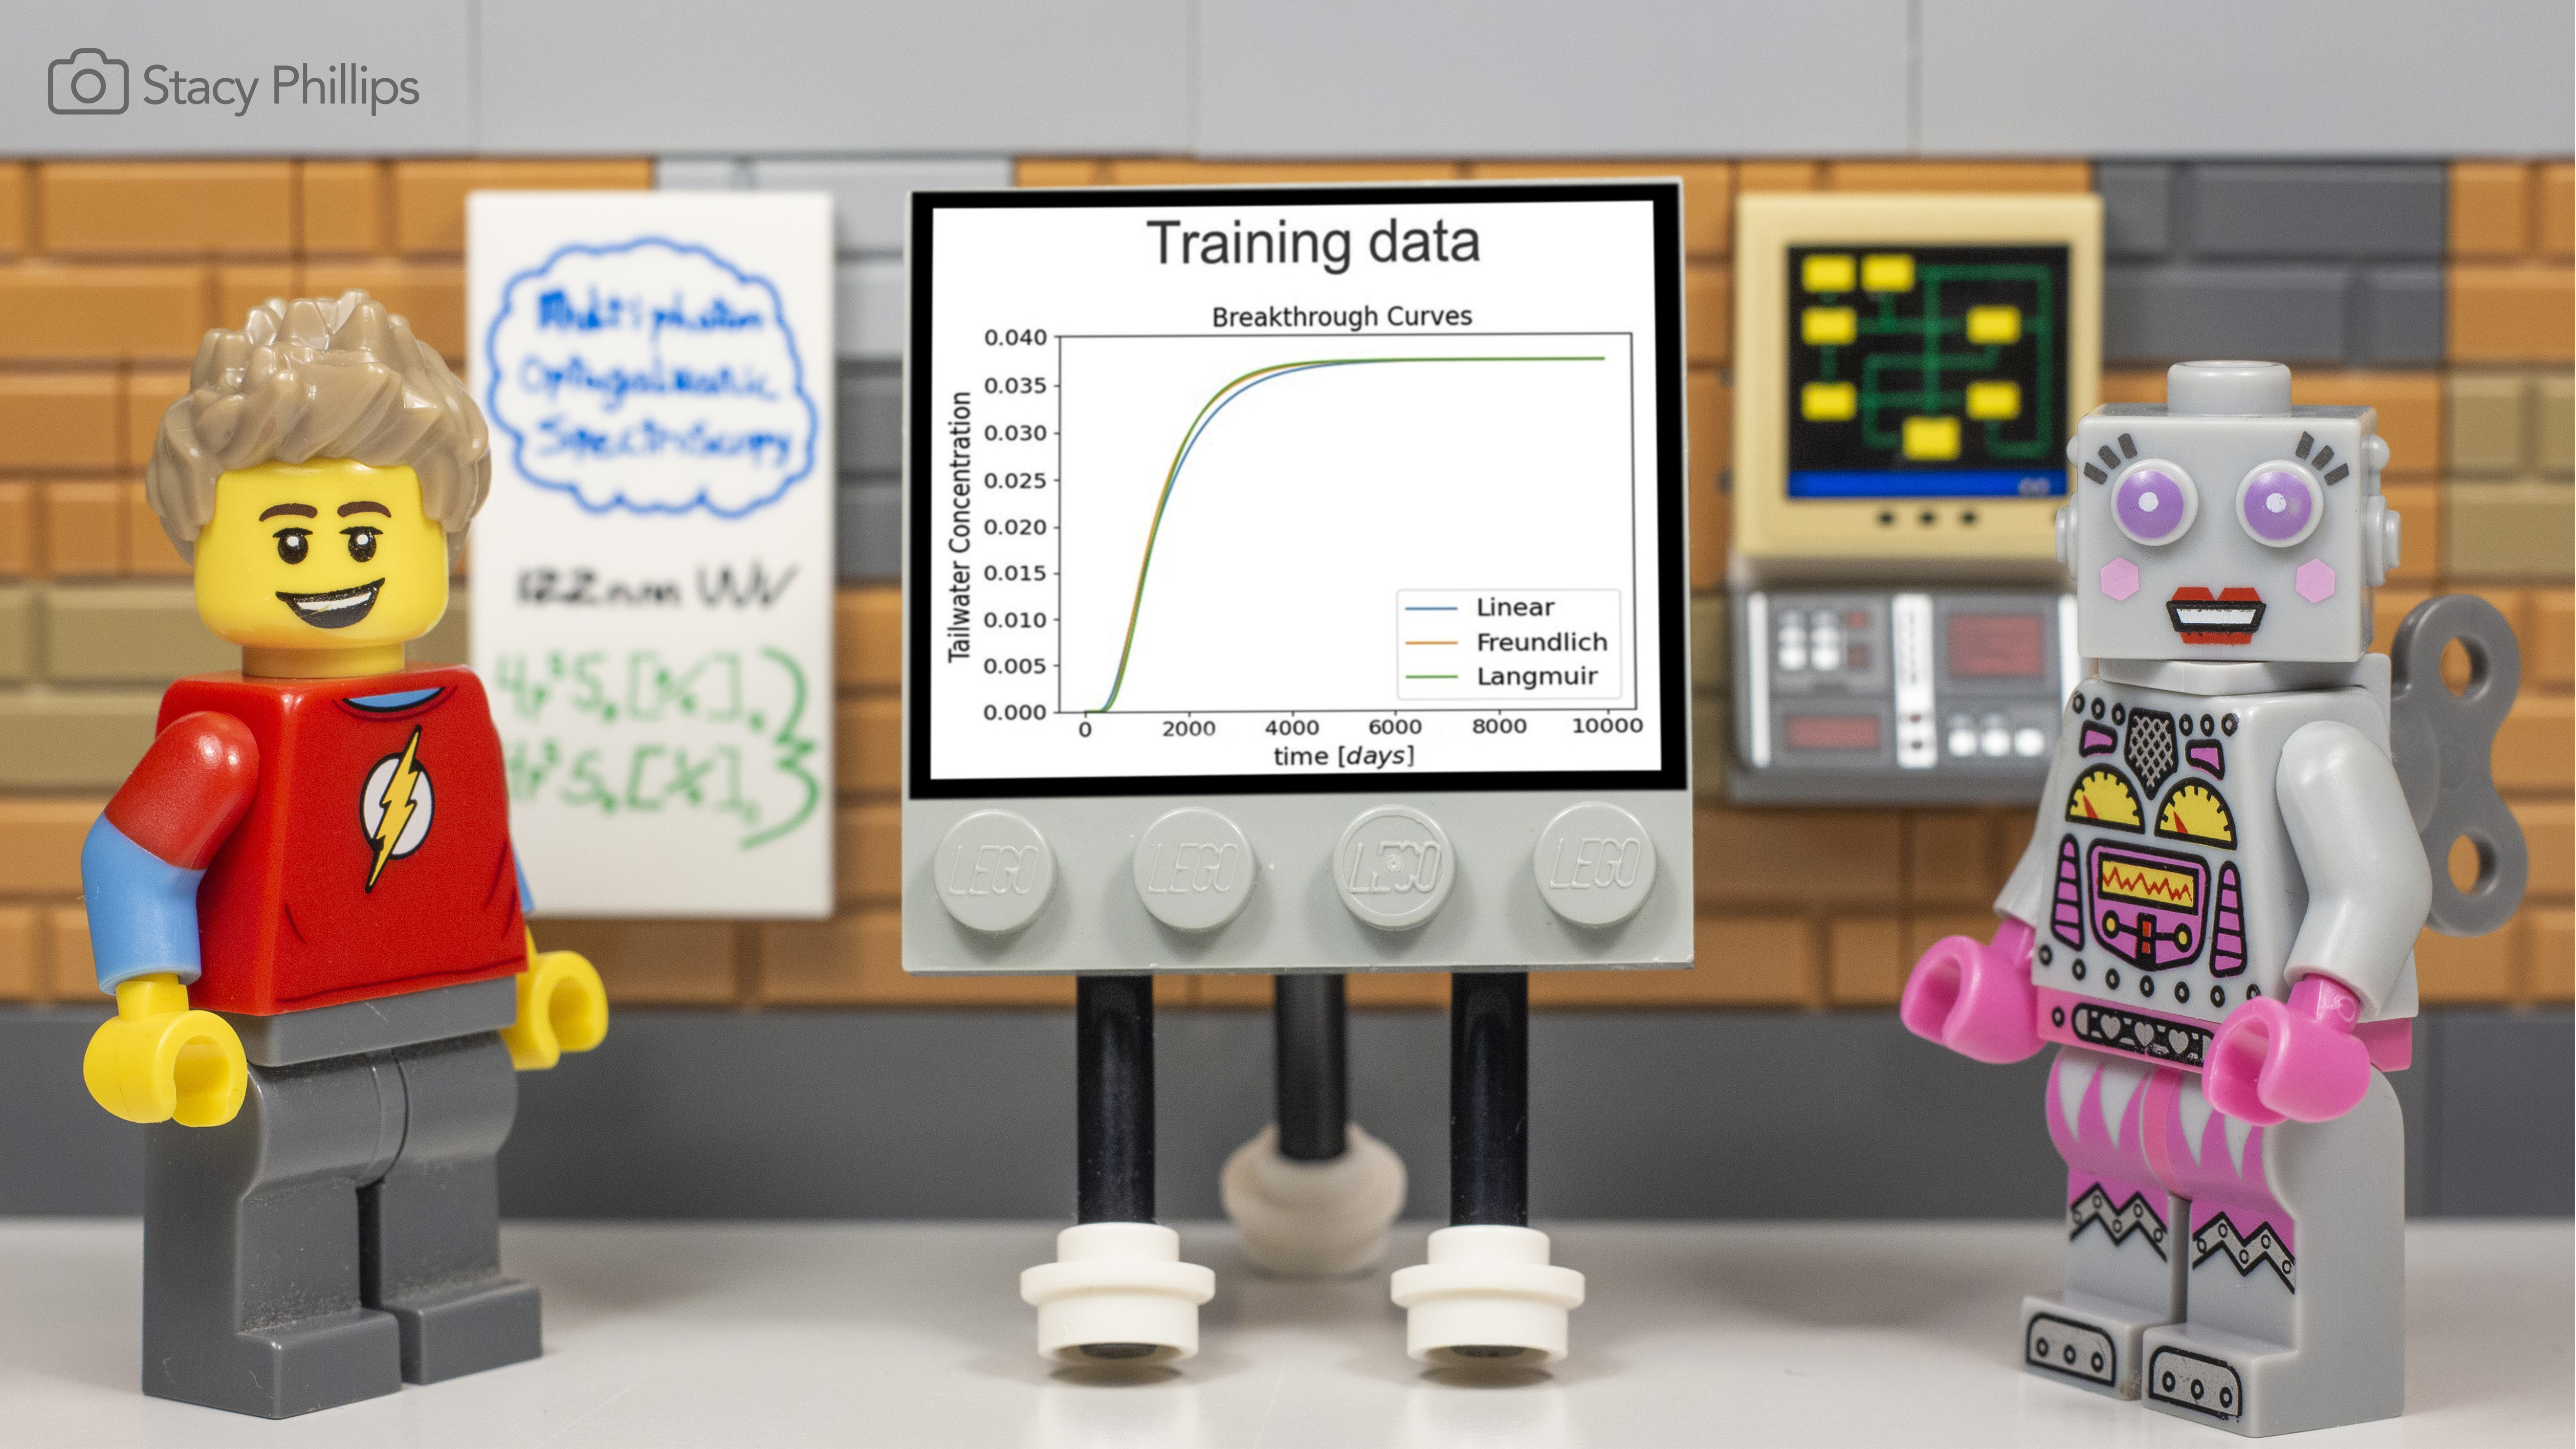 Stacy Phillips
Multiphoton
Optogalvanic
Spectroscopy
122nm UV
Training data
Breakthrough Curves
Tailwater Concentration
0.040
0.035
0.030
0.025
0.020
0.015
0.010
0.005
0.000
0 2000 4000 6000 8000 10000
time [days]
Linear
Freundlich
Langmuir
LEGO LEGO LEGO LEGO